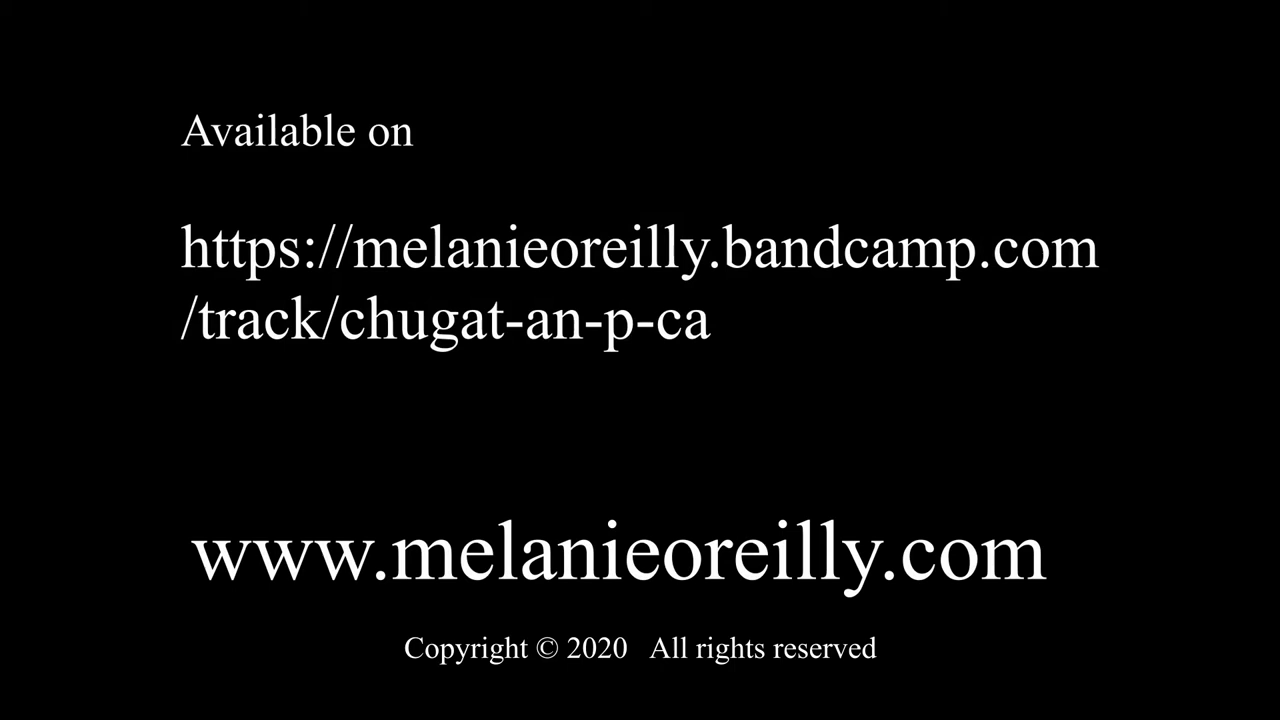 Available on
https://melanieoreilly.bandcamp.com
/track/chugat-an-p-ca
www.melanieoreilly.com
Copyright © 2020 All rights reserved